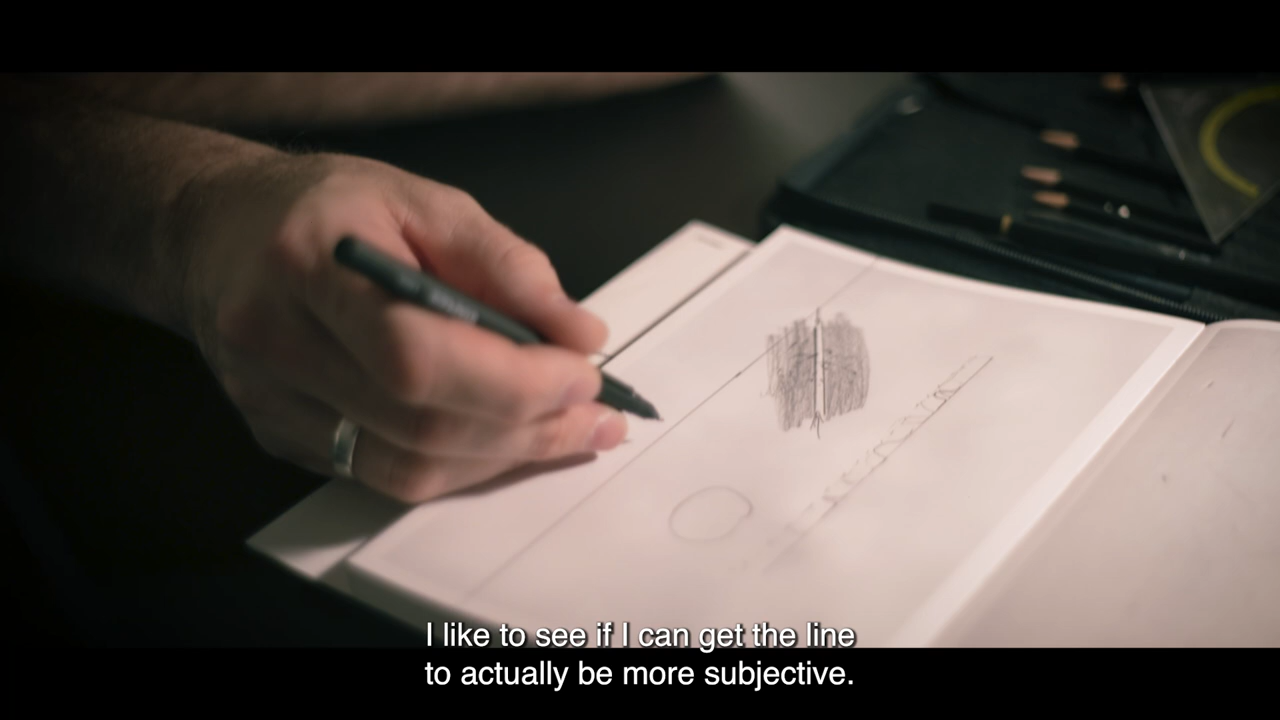 I like to see if I can get the line
to actually be more subjective.